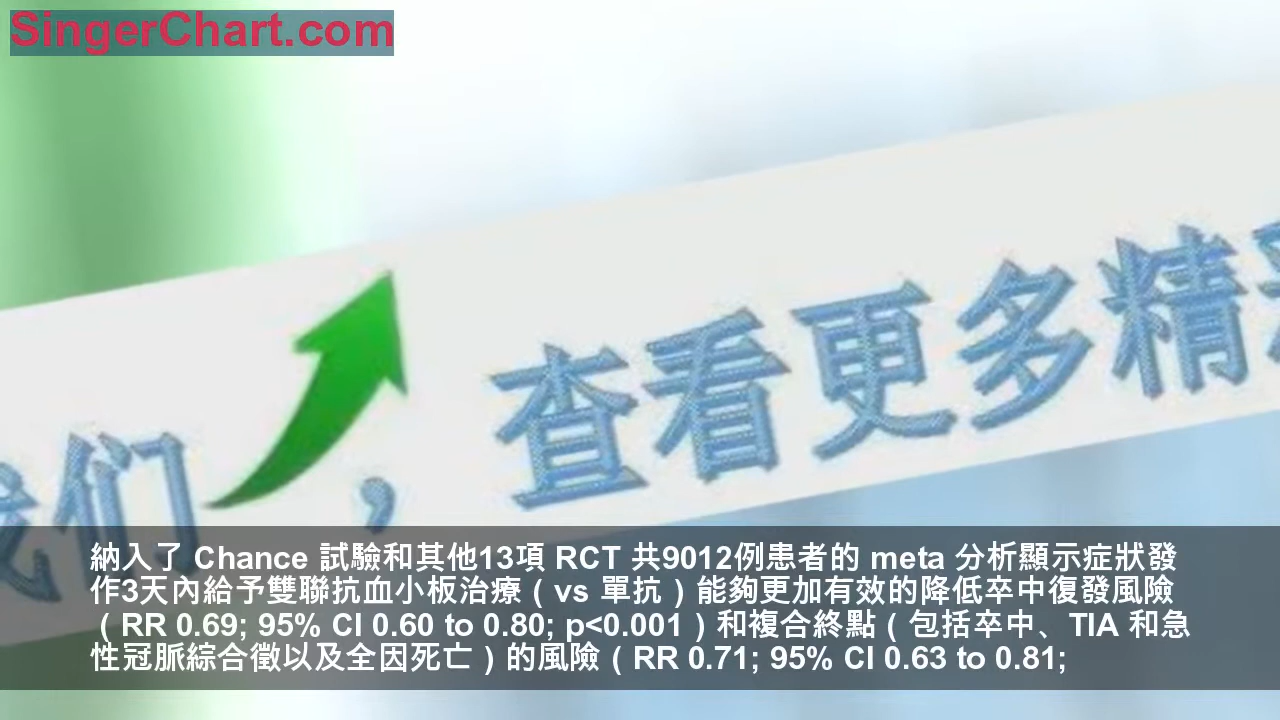 SingerChart.com
我们
，查看更多精彩
納入了 Chance 試驗和其他13項 RCT 共9012例患者的 meta 分析顯示症狀發
作3天內給予雙聯抗血小板治療（vs 單抗）能夠更加有效的降低卒中復發風險
（RR 0.69; 95% CI 0.60 to 0.80; p<0.001）和複合終點（包括卒中、TIA 和急
性冠脈綜合徵以及全因死亡）的風險（RR 0.71; 95% CI 0.63 to 0.81;